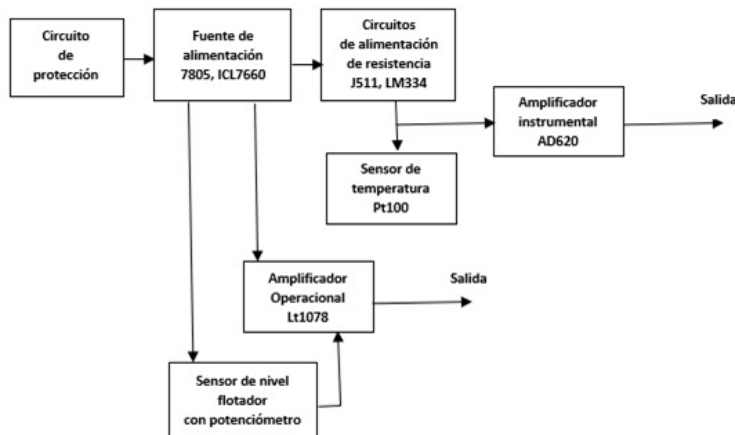 Circuito
de
protección
Fuente de
alimentación
7805, ICL7660
Circuitos
de alimentación
de resistencia
J511, LM334
Amplificador
instrumental
AD620
Salida
Sensor de
temperatura
Pt100
Amplificador
Operacional
Lt1078
Salida
Sensor de nivel
flotador
con potenciómetro